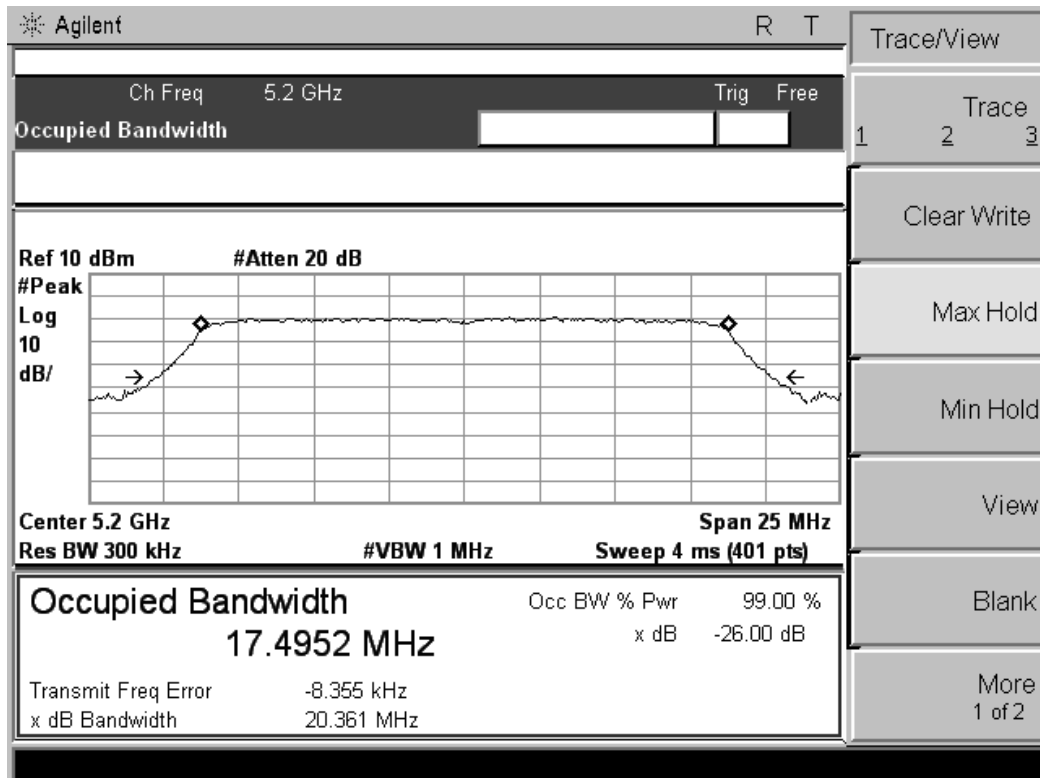 Agilent R T
Trace/View
Ch Freq 5.2 GHz Trig Free
Occupied Bandwidth
Trace
1 2 3
Clear Write
Ref 10 dBm #Atten 20 dB
#Peak
Log
10
dB/
Max Hold
Min Hold
View
Center 5.2 GHz Span 25 MHz
Res BW 300 kHz #VBW 1 MHz Sweep 4 ms (401 pts)
Occupied Bandwidth Occ BW % Pwr 99.00 %
17.4952 MHz x dB -26.00 dB
Blank
Transmit Freq Error -8.355 kHz
x dB Bandwidth 20.361 MHz
More
1 of 2